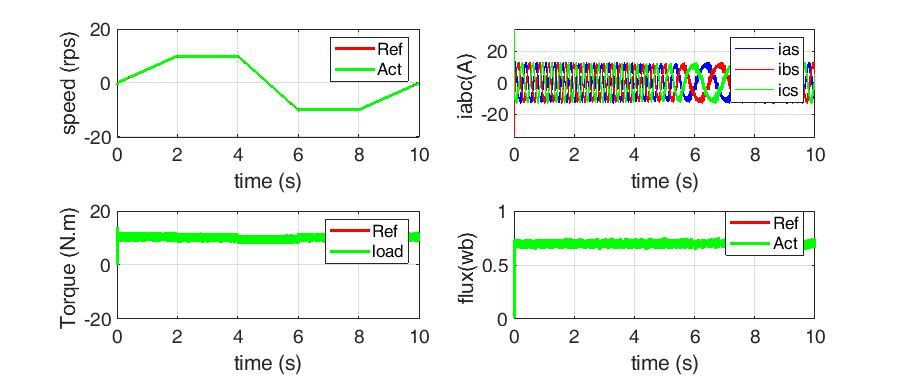 speed (rps)
20
0
-20
Ref
Act
0 2 4 6 8 10
time (s)
iabc(A)
20
0
-20
ias
ibs
ics
0 2 4 6 8 10
time (s)
Torque (N.m)
20
0
-20
Ref
load
0 2 4 6 8 10
time (s)
flux(wb)
1
0.5
0
Ref
Act
0 2 4 6 8 10
time (s)